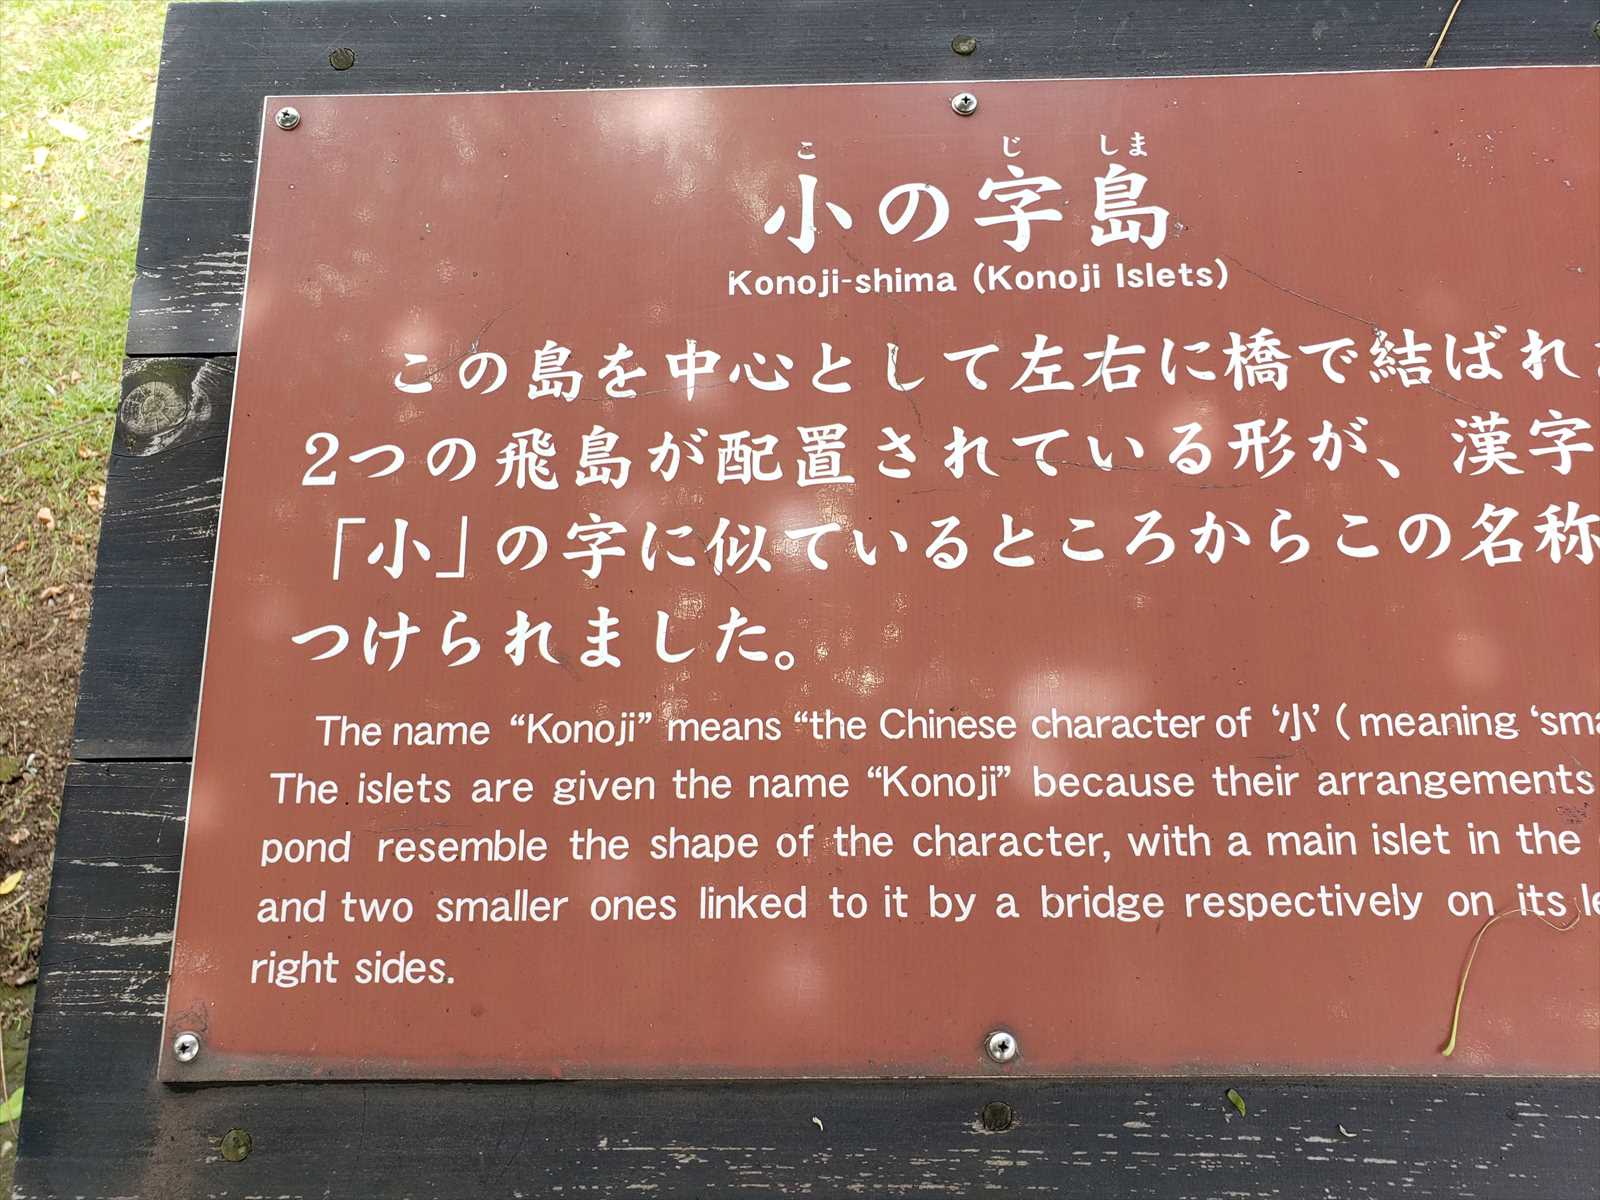 こ じ しま
小の字島
Konoji-shima (Konoji Islets)
この島を中心として左右に橋で結ばれ
2つの飛島が配置されている形が、漢字
「小」の字に似ているところからこの名称
つけられました。
The name “Konoji” means “the Chinese character of ‘小’ ( meaning
The islets are given the name “Konoji” because their arrangements
pond resemble the shape of the character, with a main islet in the
and two smaller ones linked to it by a bridge respectively on its
right sides.